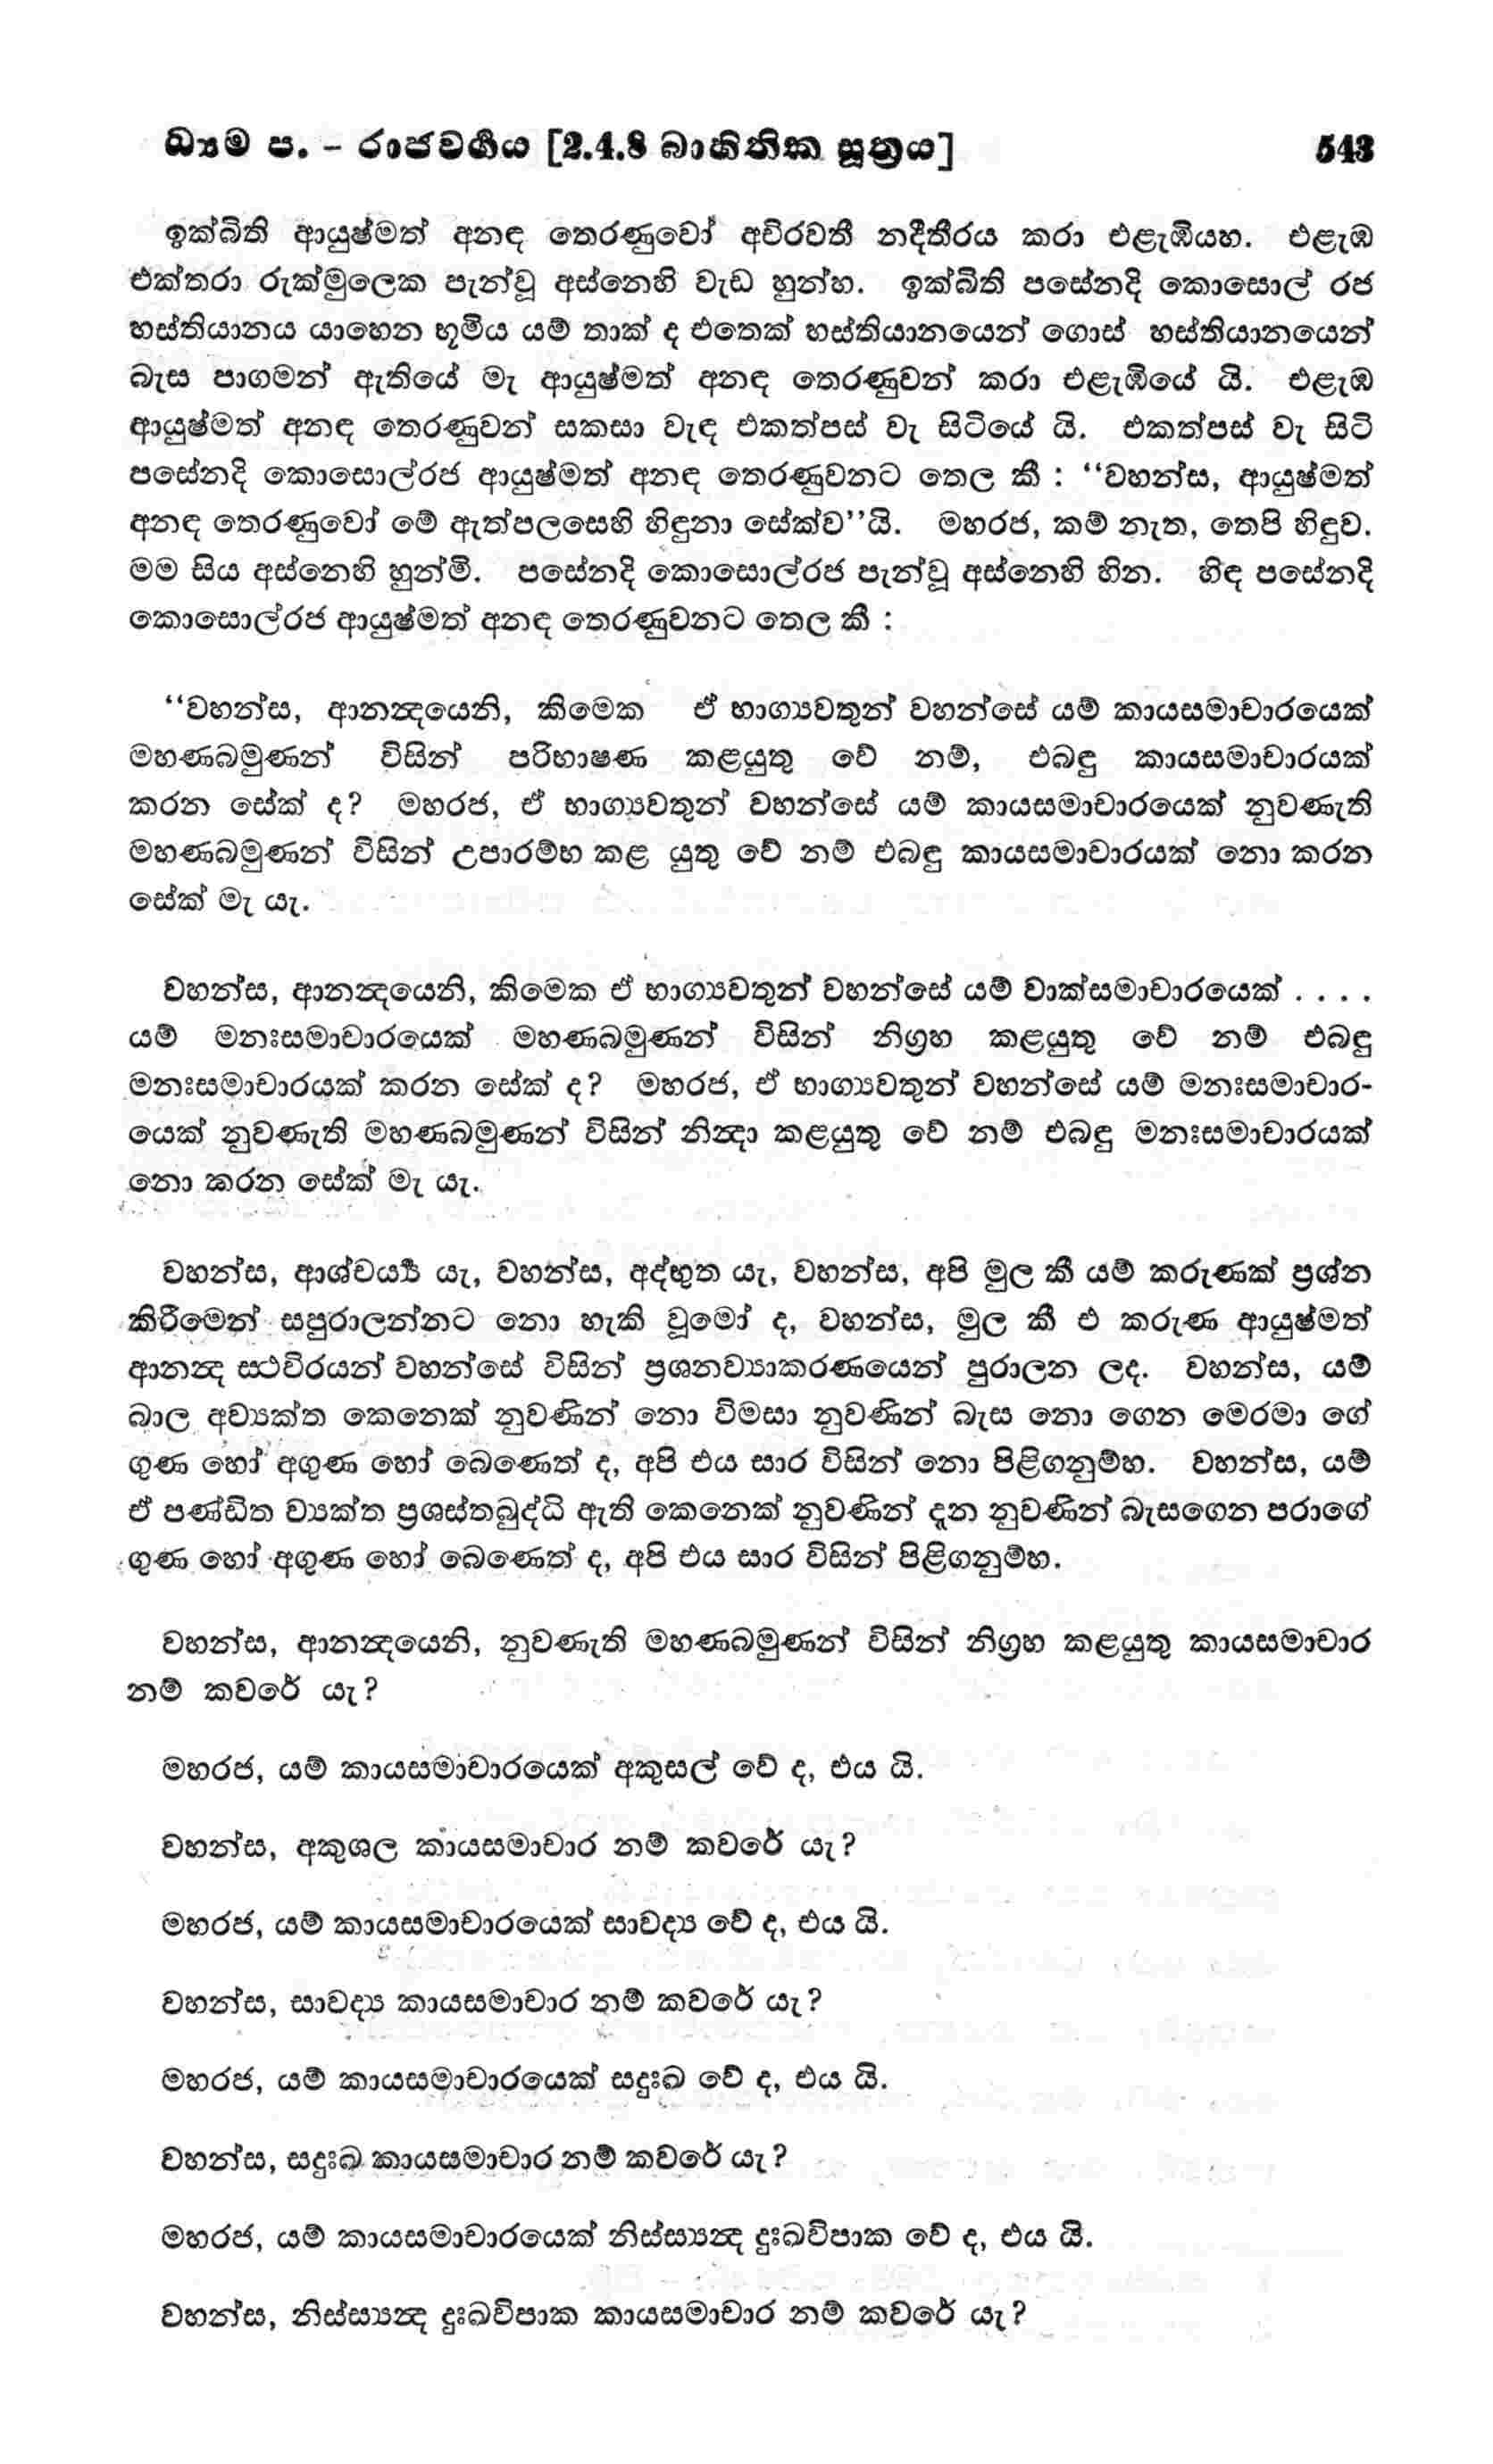 ධ්‍යම ප. – රාජවර්‍ගය [2.4.8 බාහිතික සූත්‍රය] 543
ඉක්බිති ආයුෂ්මත් අනඳ තෙරණුවෝ අචිරවතී නදීතීරය කරා එළැඹියහ. එළැඹ
එක්තරා රුක්මුලෙක පැන්වූ අස්නෙහි වැඩ හුන්හ. ඉක්බිති පසේනදි කොසොල් රජ
හස්තියානය යාහෙන භූමිය යම් තාක් ද එතෙක් හස්තියානයෙන් ගොස් හස්තියානයෙන්
බැස පාගමන් ඇතියේ මැ ආයුෂ්මත් අනඳ තෙරණුවන් කරා එළැඹියේ යි. එළැඹ
ආයුෂ්මත් අනඳ තෙරණුවන් සකසා වැඳ එකත්පස් වැ සිටියේ යි. එකත්පස් වැ සිටි
පසේනදි කොසොල්රජ ආයුෂ්මත් අනඳ තෙරණුවනට තෙල කී : “වහන්ස, ආයුෂ්මත්
අනඳ තෙරණුවෝ මේ ඇත්පලසෙහි හිඳුනා සේක්ව”යි. මහරජ, කම් නැත, තෙපි හිඳුව.
මම සිය අස්නෙහි හුන්මි. පසේනදි කොසොල්රජ පැන්වූ අස්නෙහි හින. හිඳ පසේනදි
කොසොල්රජ ආයුෂ්මත් අනඳ තෙරණුවනට තෙල කී :
“වහන්ස, ආනන්‍දයෙනි, කිමෙක ඒ භාග්‍යවතුන් වහන්සේ යම් කායසමාචාරයෙක්
මහණබමුණන් විසින් පරිභාෂණ කළයුතු වේ නම්, එබඳු කායසමාචාරයක්
කරන සේක් ද? මහරජ, ඒ භාග්‍යවතුන් වහන්සේ යම් කායසමාචාරයෙක් නුවණැති
මහණබමුණන් විසින් උපාරම්භ කළ යුතු වේ නම් එබඳු කායසමාචාරයක් නො කරන
සේක් මැ යැ.
වහන්ස, ආනන්‍දයෙනි, කිමෙක ඒ භාග්‍යවතුන් වහන්සේ යම් වාක්සමාචාරයෙක් . . . .
යම් මනඃසමාචාරයෙක් මහණබමුණන් විසින් නිග්‍රහ කළයුතු වේ නම් එබඳු
මනඃසමාචාරයක් කරන සේක් ද? මහරජ, ඒ භාග්‍යවතුන් වහන්සේ යම් මනඃසමාචාර-
යෙක් නුවණැති මහණබමුණන් විසින් නින්‍දා කළයුතු වේ නම් එබඳු මනඃසමාචාරයක්
නො කරන සේක් මැ යැ.
වහන්ස, ආශ්චර්‍ය්‍ය යැ, වහන්ස, අද්භුත යැ, වහන්ස, අපි මුල කී යම් කරුණක් ප්‍රශ්න
කිරීමෙන් සපුරාලන්නට නො හැකි වූමෝ ද, වහන්ස, මුල කී එ කරුණ ආයුෂ්මත්
ආනන්‍ද ස්‍ථවිරයන් වහන්සේ විසින් ප්‍රශනව්‍යාකරණයෙන් පුරාලන ලද. වහන්ස, යම්
බාල අව්‍යක්ත කෙනෙක් නුවණින් නො විමසා නුවණින් බැස නො ගෙන මෙරමා ගේ
ගුණ හෝ අගුණ හෝ බෙණෙත් ද, අපි එය සාර විසින් නො පිළිගනුම්හ. වහන්ස, යම්
ඒ පණ්ඩිත ව්‍යක්ත ප්‍රශස්තබුද්ධි ඇති කෙනෙක් නුවණින් දැන නුවණින් බැසගෙන පරාගේ
ගුණ හෝ අගුණ හෝ බෙණෙත් ද, අපි එය සාර විසින් පිළිගනුම්හ.
වහන්ස, ආනන්‍දයෙනි, නුවණැති මහණබමුණන් විසින් නිග්‍රහ කළයුතු කායසමාචාර
නම් කවරේ යැ?
මහරජ, යම් කායසමාචාරයෙක් අකුසල් වේ ද, එය යි.
වහන්ස, අකුශල කායසමාචාර නම් කවරේ යැ?
මහරජ, යම් කායසමාචාරයෙක් සාවද්‍ය වේ ද, එය යි.
වහන්ස, සාවද්‍ය කායසමාචාර නම් කවරේ යැ?
මහරජ, යම් කායසමාචාරයෙක් සදුඃඛ වේ ද, එය යි.
වහන්ස, සදුඃඛ කායසමාචාර නම් කවරේ යැ?
මහරජ, යම් කායසමාචාරයෙක් නිස්ස්‍යන්‍ද දුඃඛවිපාක වේ ද, එය යි.
වහන්ස, නිස්ස්‍යන්‍ද දුඃඛවිපාක කායසමාචාර නම් කවරේ යැ?